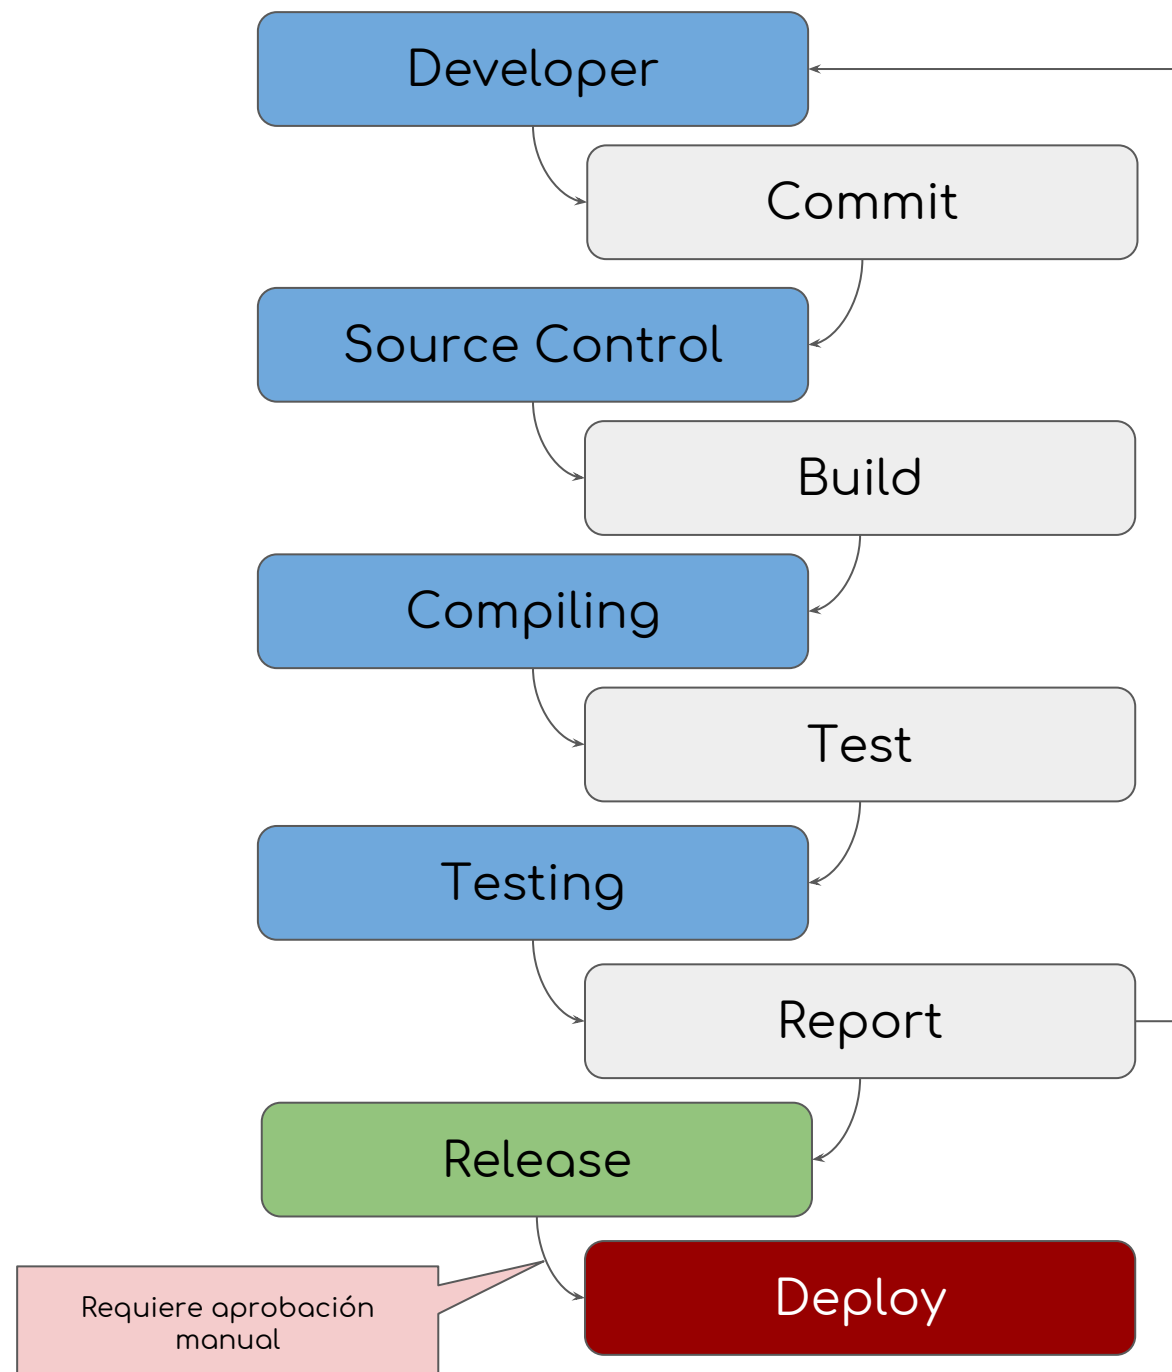 Developer
Commit
Source Control
Build
Compiling
Test
Testing
Report
Release
Deploy
Requiere aprobación
manual